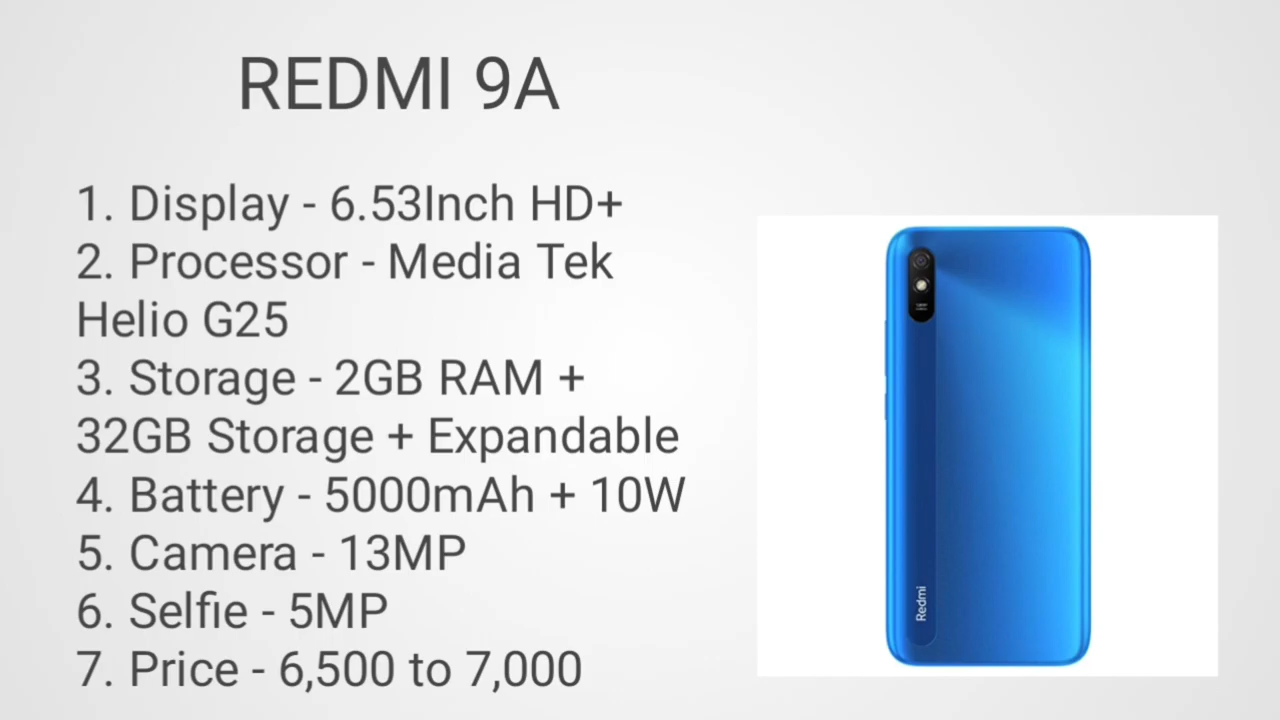 REDMI 9A
1. Display - 6.53Inch HD+
2. Processor - Media Tek
Helio G25
3. Storage - 2GB RAM +
32GB Storage + Expandable
4. Battery - 5000mAh + 10W
5. Camera - 13MP
6. Selfie - 5MP
7. Price - 6,500 to 7,000
Redmi